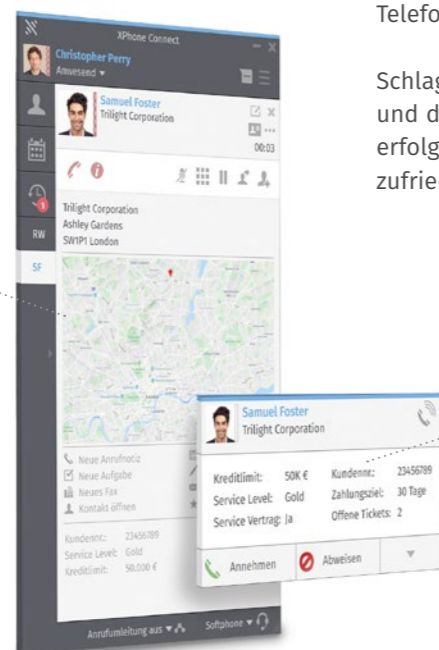 Telefo
Schlag
und d
erfolg
zufrie
XPhone Connect
Christopher Perry
Anwesend
Samuel Foster
Trilight Corporation
00:03
1
Trilight Corporation
Ashley Gardens
SW1P1 London
RW
SF
Neue Anrufnotiz
Neue Aufgabe
Neues Fax
Kontakt öffnen
Kundennr.: 23456789
Service Level: Gold
Kreditlimit: 50.000 €
Anrufumleitung aus
Softphone
Samuel Foster
Trilight Corporation
Kreditlimit: 50K € Kundennr.: 23456789
Service Level: Gold Zahlungsziel: 30 Tage
Service Vertrag: Ja Offene Tickets: 2
Annehmen Abweisen